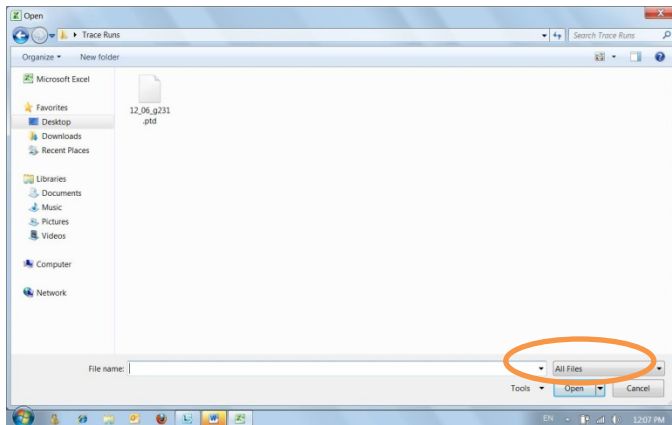 Open
Trace Runs
Search Trace Runs
Organize
New folder
Microsoft Excel
Favorites
Desktop
Downloads
Recent Places
Libraries
Documents
Music
Pictures
Videos
Computer
Network
12_06_g231
.ptd
File name:
All Files
Tools
Open
Cancel
EN
12:07 PM